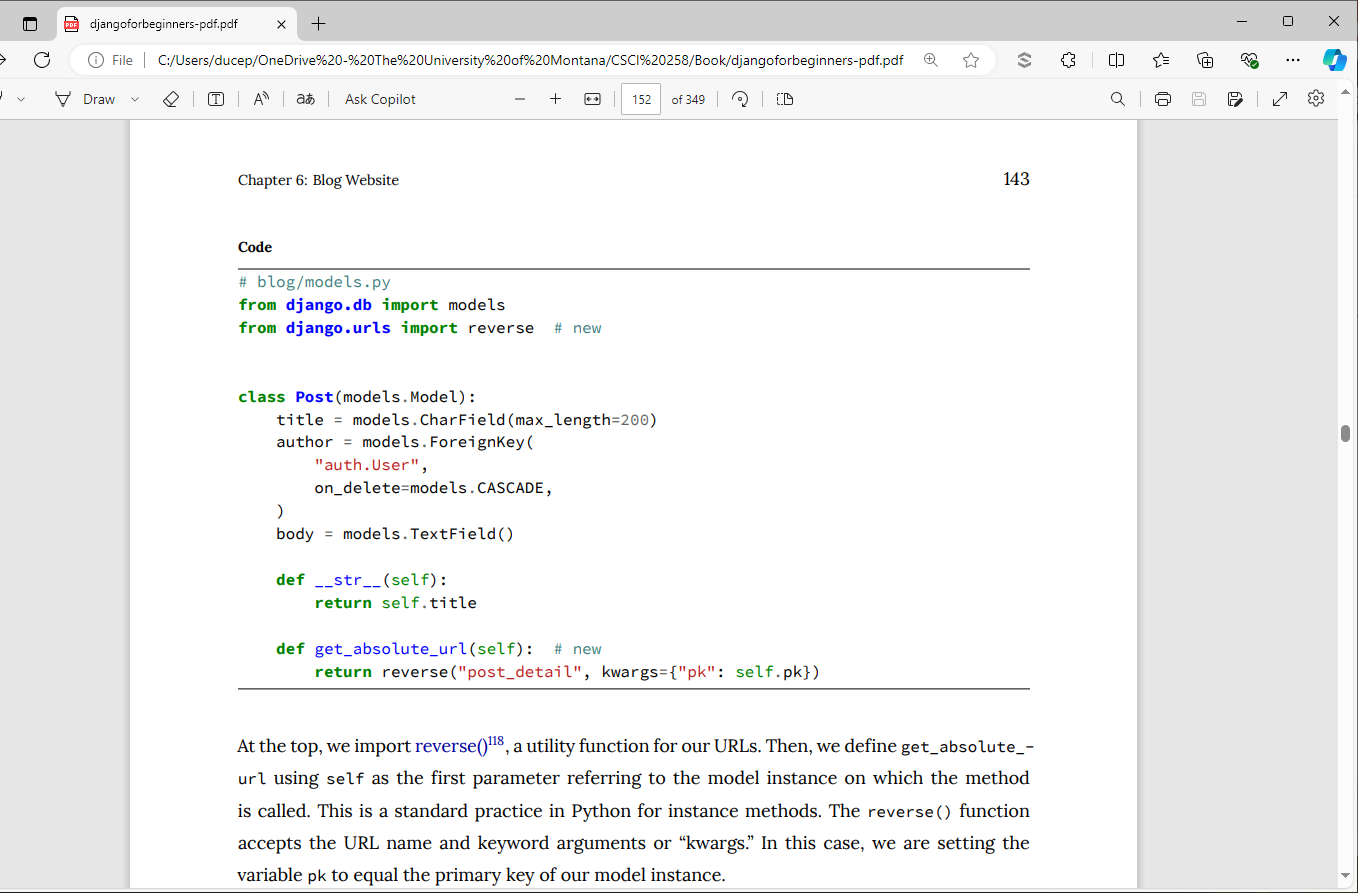 djangoforbeginners-pdf.pdf
File
C:/Users/ducep/OneDrive%20-%20The%20University%20of%20Montana/CSCI%20258/Book/djangoforbeginners-pdf.pdf
Draw
aあ
Ask Copilot
152 of 349
Chapter 6: Blog Website
143
Code
# blog/models.py
from django.db import models
from django.urls import reverse  # new
class Post(models.Model):
    title = models.CharField(max_length=200)
    author = models.ForeignKey(
        "auth.User",
        on_delete=models.CASCADE,
    )
    body = models.TextField()
    def __str__(self):
        return self.title
    def get_absolute_url(self):  # new
        return reverse("post_detail", kwargs={"pk": self.pk})
At the top, we import reverse()118, a utility function for our URLs. Then, we define get_absolute_-
url using self as the first parameter referring to the model instance on which the method
is called. This is a standard practice in Python for instance methods. The reverse() function
accepts the URL name and keyword arguments or “kwargs.” In this case, we are setting the
variable pk to equal the primary key of our model instance.